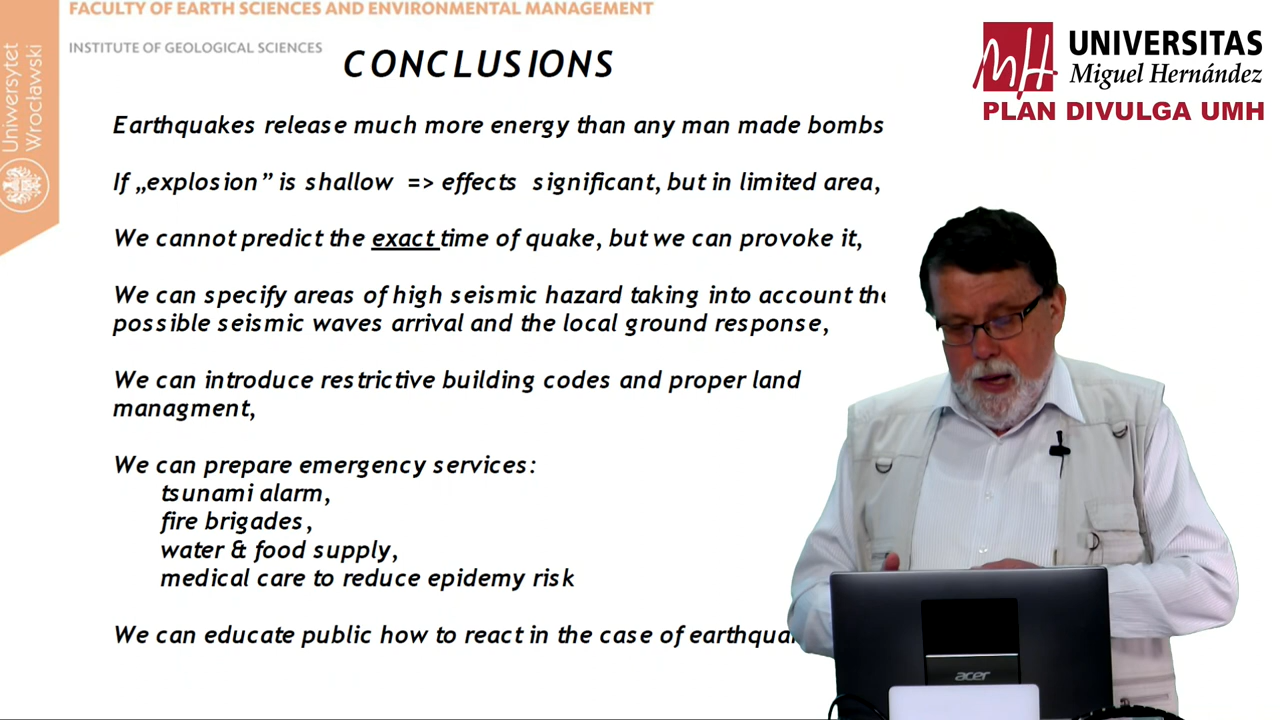 FACULTY OF EARTH SCIENCES AND ENVIRONMENTAL MANAGEMENT
INSTITUTE OF GEOLOGICAL SCIENCES
Uniwersytet
Wrocławski
CONCLUSIONS
UNIVERSITAS
Miguel Hernández
PLAN DIVULGA UMH
Earthquakes release much more energy than any man made bombs
If „explosion” is shallow => effects significant, but in limited area,
We cannot predict the exact time of quake, but we can provoke it,
We can specify areas of high seismic hazard taking into account the
possible seismic waves arrival and the local ground response,
We can introduce restrictive building codes and proper land
managment,
We can prepare emergency services:
tsunami alarm,
fire brigades,
water & food supply,
medical care to reduce epidemy risk
We can educate public how to react in the case of
acer